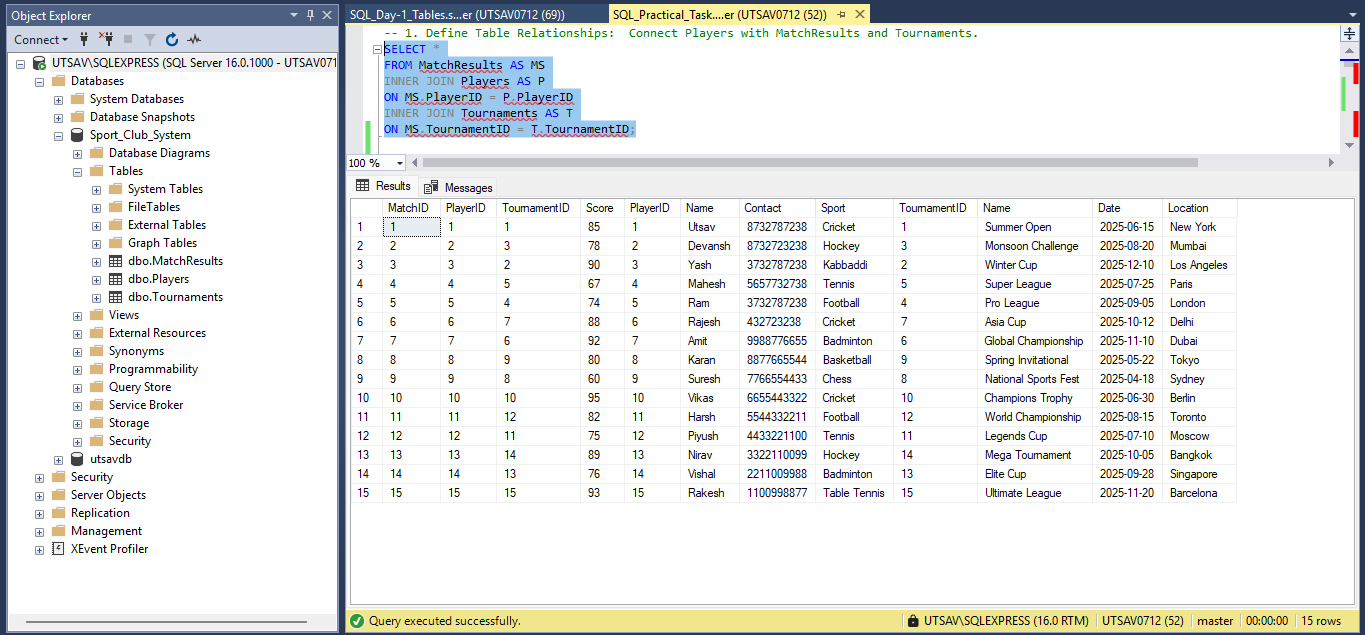 Object Explorer
Connect
UTSAV\SQLEXPRESS (SQL Server 16.0.1000 - UTSAV071
Databases
System Databases
Database Snapshots
Sport_Club_System
Database Diagrams
Tables
System Tables
FileTables
External Tables
Graph Tables
dbo.MatchResults
dbo.Players
dbo.Tournaments
Views
External Resources
Synonyms
Programmability
Query Store
Service Broker
Storage
Security
utsavdb
Security
Server Objects
Replication
Management
XEvent Profiler
SQL_Day-1_Tables.s...er (UTSAV0712 (69)) SQL_Practical_Task....er (UTSAV0712 (52))
-- 1. Define Table Relationships:  Connect Players with MatchResults and Tournaments.
SELECT *
FROM MatchResults AS MS
INNER JOIN Players AS P
ON MS.PlayerID = P.PlayerID
INNER JOIN Tournaments AS T
ON MS.TournamentID = T.TournamentID;
100 %
Results Messages
MatchID PlayerID TournamentID Score PlayerID Name Contact Sport TournamentID Name Date Location
1 1 1 1 85 1 Utsav 8732787238 Cricket 1 Summer Open 2025-06-15 New York
2 2 2 3 78 2 Devansh 8732723238 Hockey 3 Monsoon Challenge 2025-08-20 Mumbai
3 3 3 2 90 3 Yash 3732787238 Kabbaddi 2 Winter Cup 2025-12-10 Los Angeles
4 4 4 5 67 4 Mahesh 5657732738 Tennis 5 Super League 2025-07-25 Paris
5 5 5 4 74 5 Ram 3732787238 Football 4 Pro League 2025-09-05 London
6 6 6 7 88 6 Rajesh 432723238 Cricket 7 Asia Cup 2025-10-12 Delhi
7 7 7 6 92 7 Amit 9988776655 Badminton 6 Global Championship 2025-11-10 Dubai
8 8 8 9 80 8 Karan 8877665544 Basketball 9 Spring Invitational 2025-05-22 Tokyo
9 9 9 8 60 9 Suresh 7766554433 Chess 8 National Sports Fest 2025-04-18 Sydney
10 10 10 10 95 10 Vikas 6655443322 Cricket 10 Champions Trophy 2025-06-30 Berlin
11 11 11 12 82 11 Harsh 5544332211 Football 12 World Championship 2025-08-15 Toronto
12 12 12 11 75 12 Piyush 4433221100 Tennis 11 Legends Cup 2025-07-10 Moscow
13 13 13 14 89 13 Nirav 3322110099 Hockey 14 Mega Tournament 2025-10-05 Bangkok
14 14 14 13 76 14 Vishal 2211009988 Badminton 13 Elite Cup 2025-09-28 Singapore
15 15 15 15 93 15 Rakesh 1100998877 Table Tennis 15 Ultimate League 2025-11-20 Barcelona
Query executed successfully. UTSAV\SQLEXPRESS (16.0 RTM) UTSAV0712 (52) master 00:00:00 15 rows